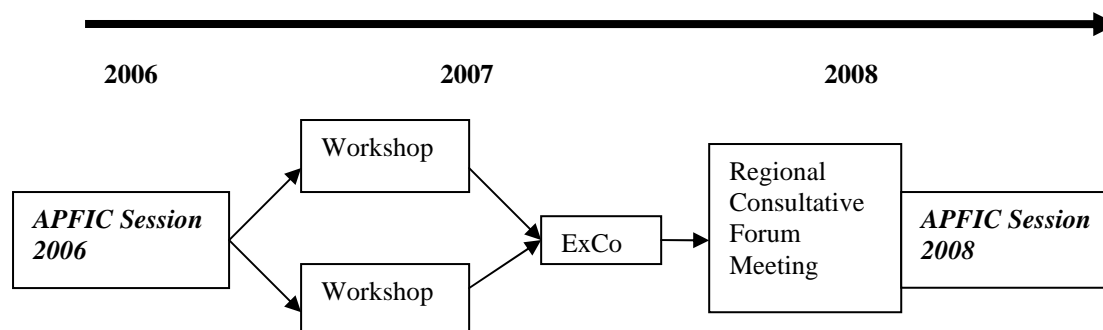 2006
2007
2008
APFIC Session
2006
Workshop
Workshop
ExCo
Regional
Consultative
Forum
Meeting
APFIC Session
2008